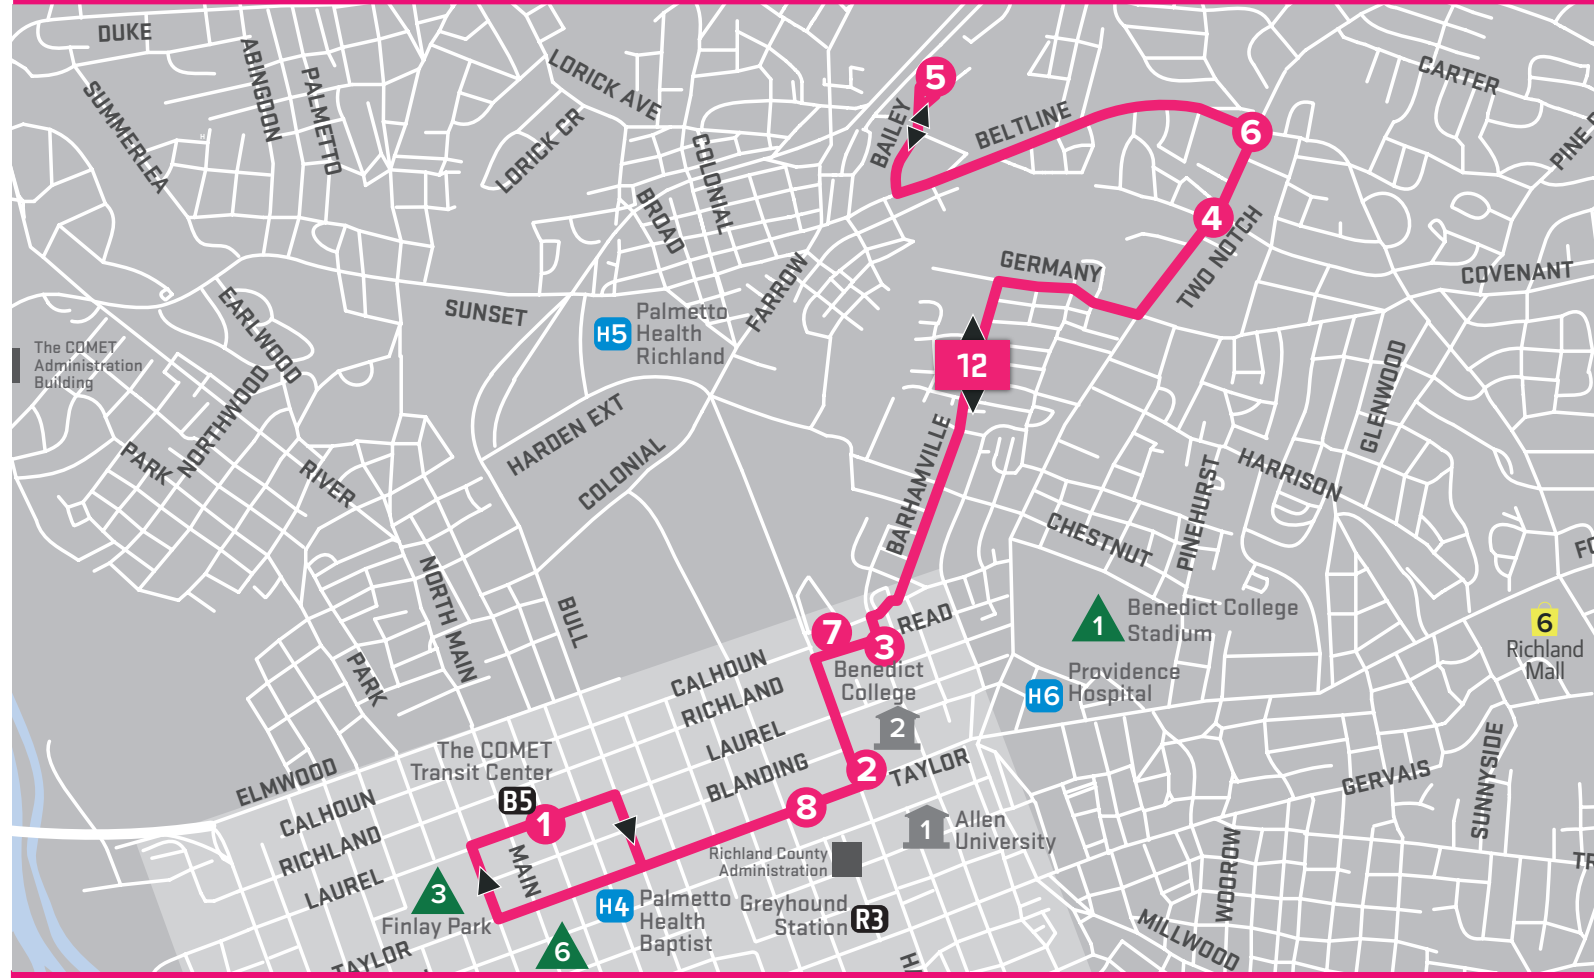 DUKE
ABINGDON
PALMETTO
SUMMERLEA
H
LORICK AVE
LORICK CR
COLONIAL
BROAD
5
BAILEY
BELTLINE
6
4
TWO NOTCH
CARTER
COVENANT
GERMANY
FARROW
SUNSET
H5
Palmetto
Health
Richland
EARLWOOD
The COMET
Administration
Building
NORTHWOOD
PARK
RIVER
HARDEN EXT
COLONIAL
12
BARHAMVILLE
GLENWOOD
HARRISON
PINEHURST
CHESTNUT
NORTH MAIN
BULL
PARK
READ
7
3
Benedict
College
2
1
Benedict College
Stadium
H6
Providence
Hospital
6
Richland
Mall
CALHOUN
RICHLAND
LAUREL
BLANDING
2
TAYLOR
8
The COMET
Transit Center
B5
1
ELMWOOD
CALHOUN
RICHLAND
LAUREL
MAIN
3
Finlay Park
TAYLOR
6
H4
Palmetto
Health
Baptist
Richland County
Administration
Greyhound
Station
R3
1
Allen
University
GERVAIS
SUNNYSIDE
WOODROW
MILLWOOD